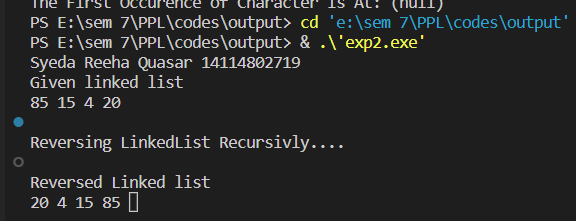 The First Occurence of Character is At: (null)
PS E:\sem 7\PPL\codes\output> cd 'e:\sem 7\PPL\codes\output'
PS E:\sem 7\PPL\codes\output> & .\'exp2.exe'
Syeda Reeha Quasar 14114802719
Given linked list
85 15 4 20
Reversing LinkedList Recursivly....
Reversed Linked list
20 4 15 85